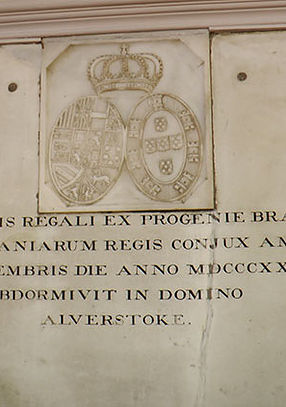 IS REGALI EX PROGENIE BRA
ANIARUM REGIS CONJUX AM
EMBRIS DIE ANNO MDCCCXX
BDORMIVIT IN DOMINO
ALVERSTOKE.